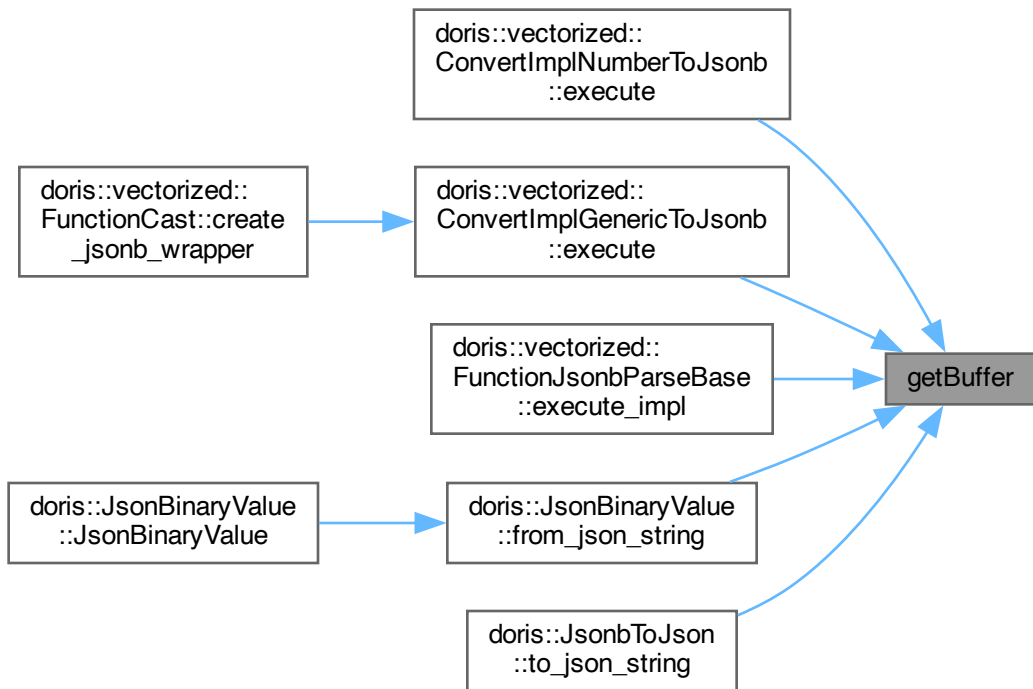 doris::vectorized::
ConvertImplNumberToJsonb
::execute
doris::vectorized::
FunctionCast::create
_jsonb_wrapper
doris::vectorized::
ConvertImplGenericToJsonb
::execute
doris::vectorized::
FunctionJsonbParseBase
::execute_impl
getBuffer
doris::JsonBinaryValue
::JsonBinaryValue
doris::JsonBinaryValue
::from_json_string
doris::JsonbToJson
::to_json_string